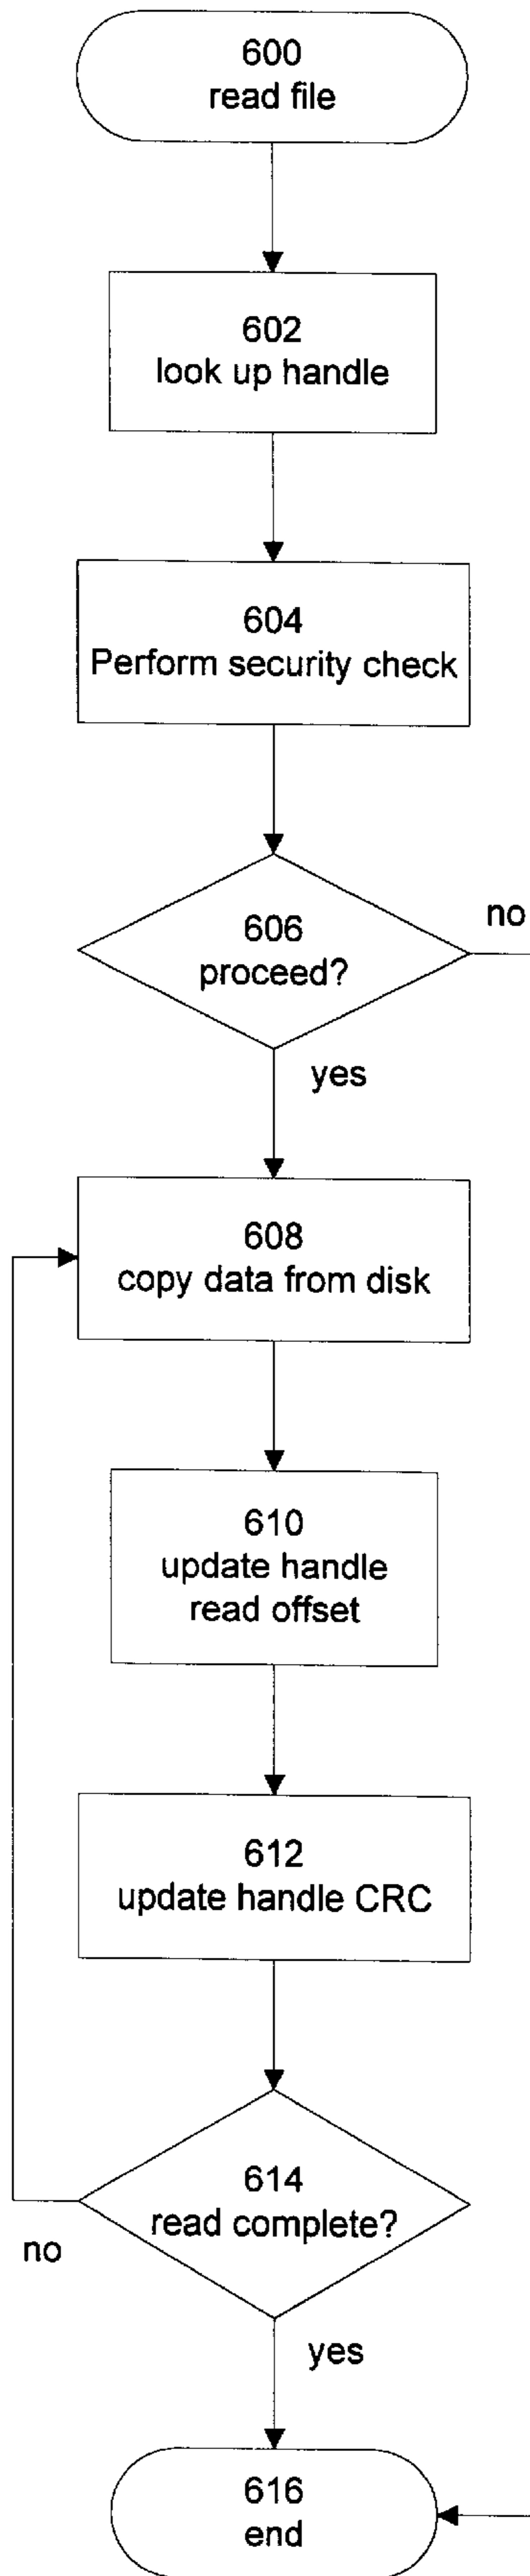 600
read file
602
look up handle
604
Perform security check
606
proceed?
no
yes
608
copy data from disk
610
update handle
read offset
612
update handle CRC
614
read complete?
no
yes
616
end